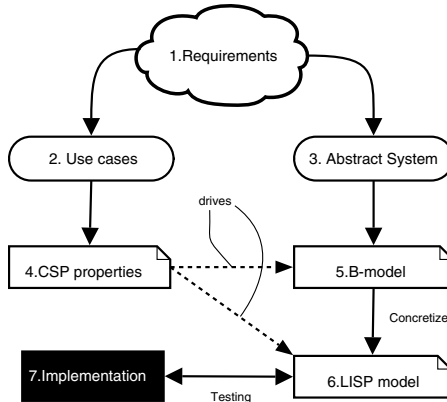 1.Requirements
2. Use cases
3. Abstract System
drives
4.CSP properties
5.B-model
Concretize
7.Implementation
Testing
6.LISP model